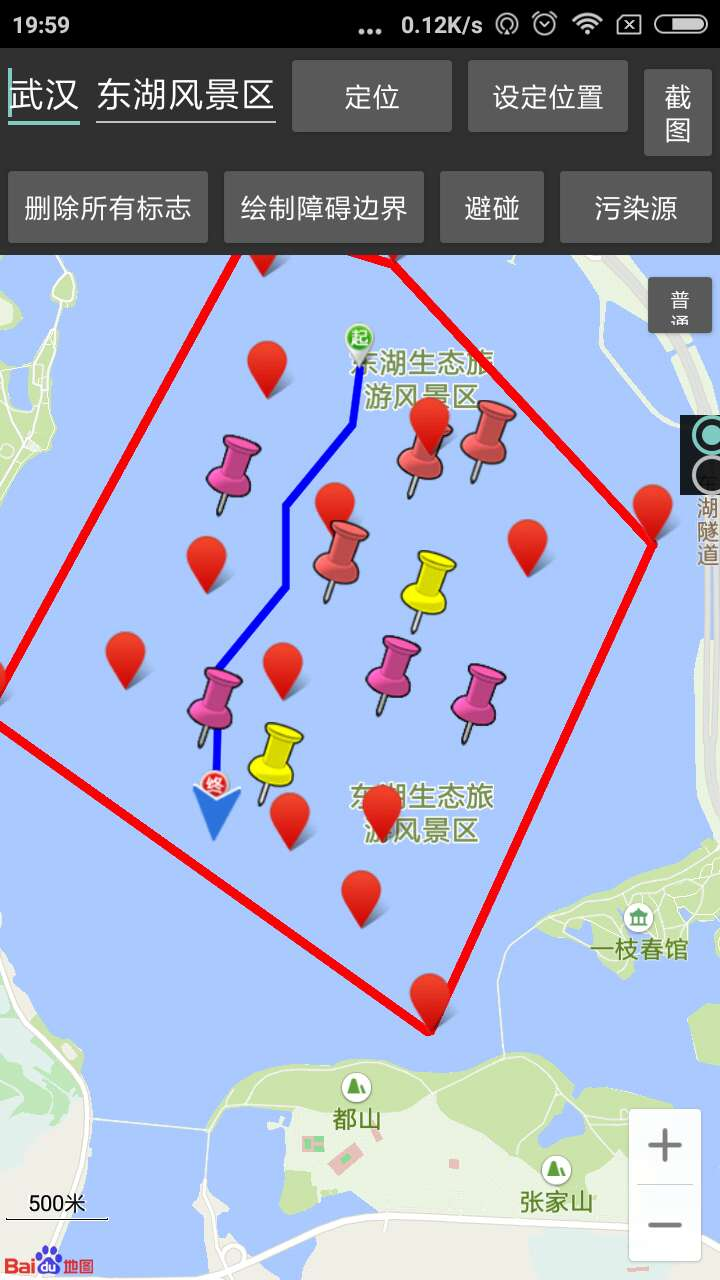 19:59
... 0.12K/s
武汉 东湖风景区 定位 设定位置 截图
删除所有标志 绘制障碍边界 避碰 污染源
普通
起
东湖生态旅
游风景区
湖隧道
终
东湖生态旅
游风景区
一枝春馆
都山
张家山
500米
Baidu地图